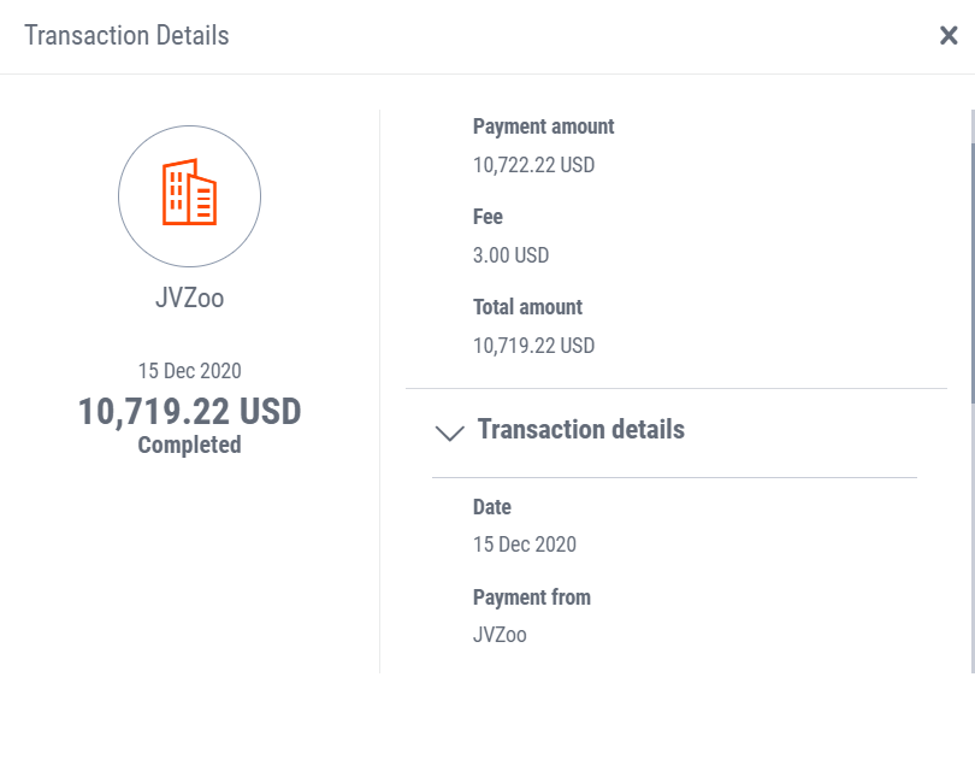 Transaction Details
JVZoo
15 Dec 2020
10,719.22 USD
Completed
Payment amount
10,722.22 USD
Fee
3.00 USD
Total amount
10,719.22 USD
Transaction details
Date
15 Dec 2020
Payment from
JVZoo